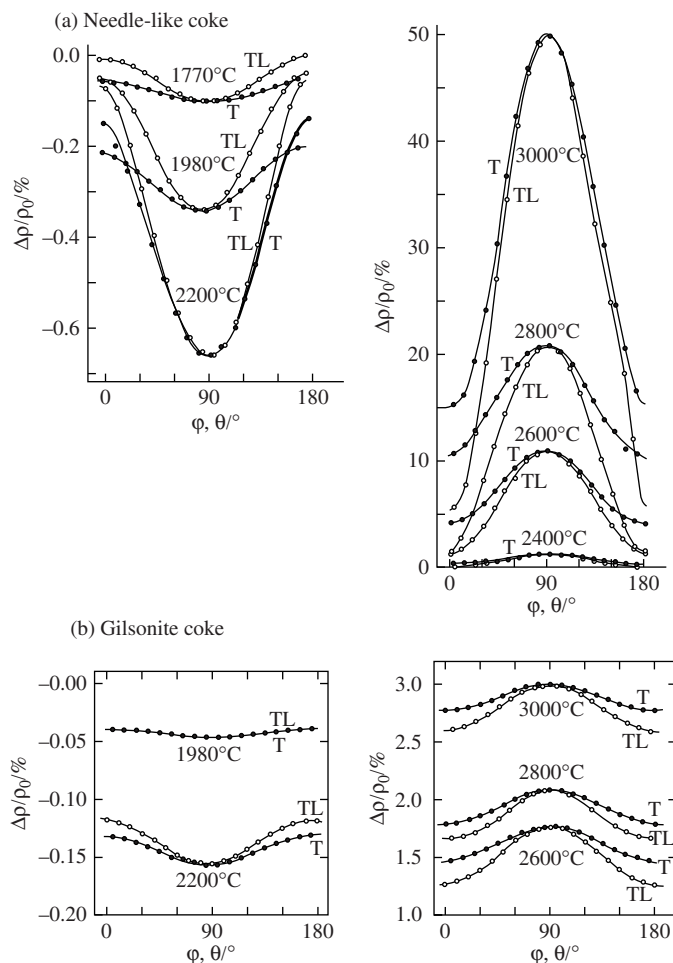 (a) Needle-like coke
0.0
–0.2
–0.4
–0.6
Δρ/ρ0/%
1770°C
TL
T
TL
1980°C
T
TL
T
2200°C
0
90
180
φ, θ/°
50
40
30
20
10
0
Δρ/ρ0/%
T
3000°C
TL
2800°C
T
TL
2600°C
T
TL
2400°C
T
0
90
180
φ, θ/°
(b) Gilsonite coke
–0.00
–0.05
–0.10
–0.15
–0.20
Δρ/ρ0/%
TL
1980°C
T
TL
T
2200°C
0
90
180
φ, θ/°
3.0
2.5
2.0
1.5
1.0
Δρ/ρ0/%
T
3000°C
TL
2800°C
T
TL
2600°C
T
TL
0
90
180
φ, θ/°